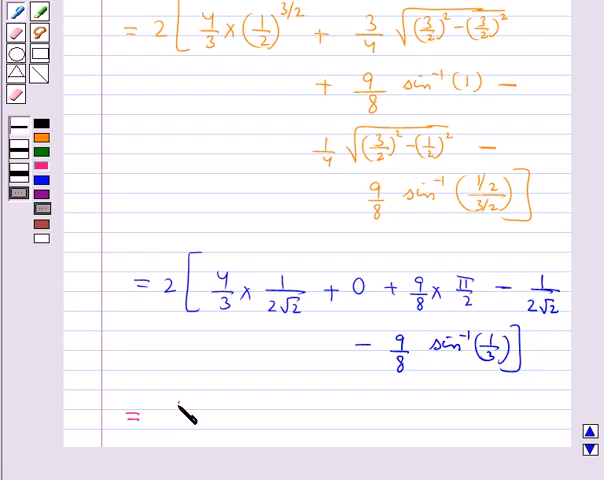 = 2 [ 4/3 × (1/2)^3/2 + 3/4 √((3/2)² − (3/2)²)
+ 9/8 sin⁻¹ (1) −
1/4 √((3/2)² − (1/2)²) −
9/8 sin⁻¹ ((1/2)/(3/2)) ]
= 2 [ 4/3 × 1/(2√2) + 0 + 9/8 × π/2 − 1/(2√2)
− 9/8 sin⁻¹ (1/3) ]
=